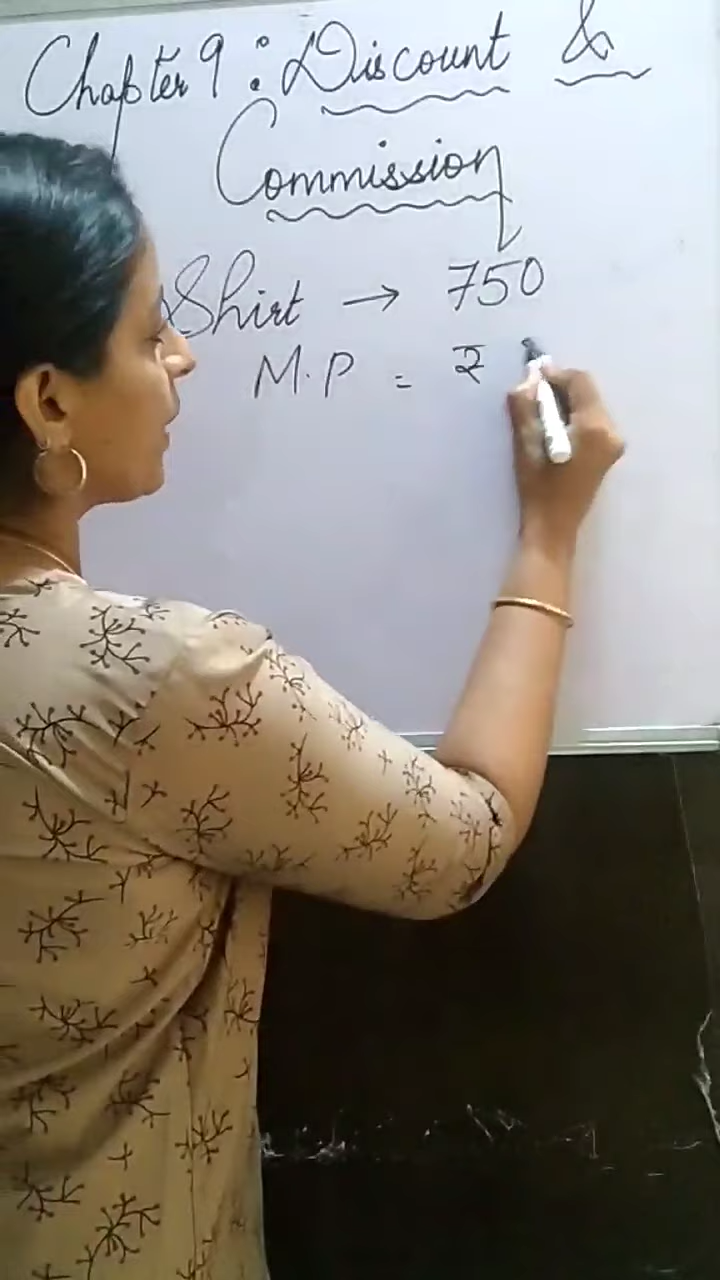 Chapter 9 : Discount &
Commission
Shirt → 750
M.P = ₹